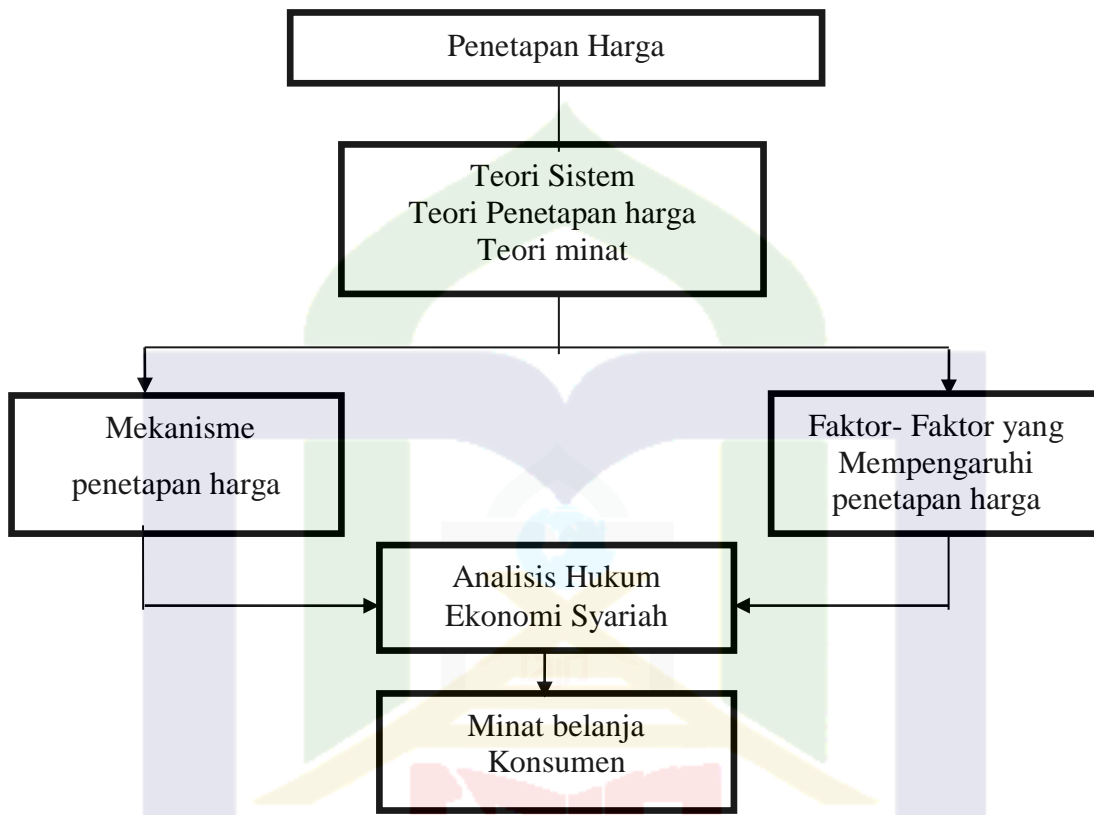 Penetapan Harga
Teori Sistem
Teori Penetapan harga
Teori minat
Mekanisme
penetapan harga
Faktor- Faktor yang
Mempengaruhi
penetapan harga
Analisis Hukum
Ekonomi Syariah
Minat belanja
Konsumen